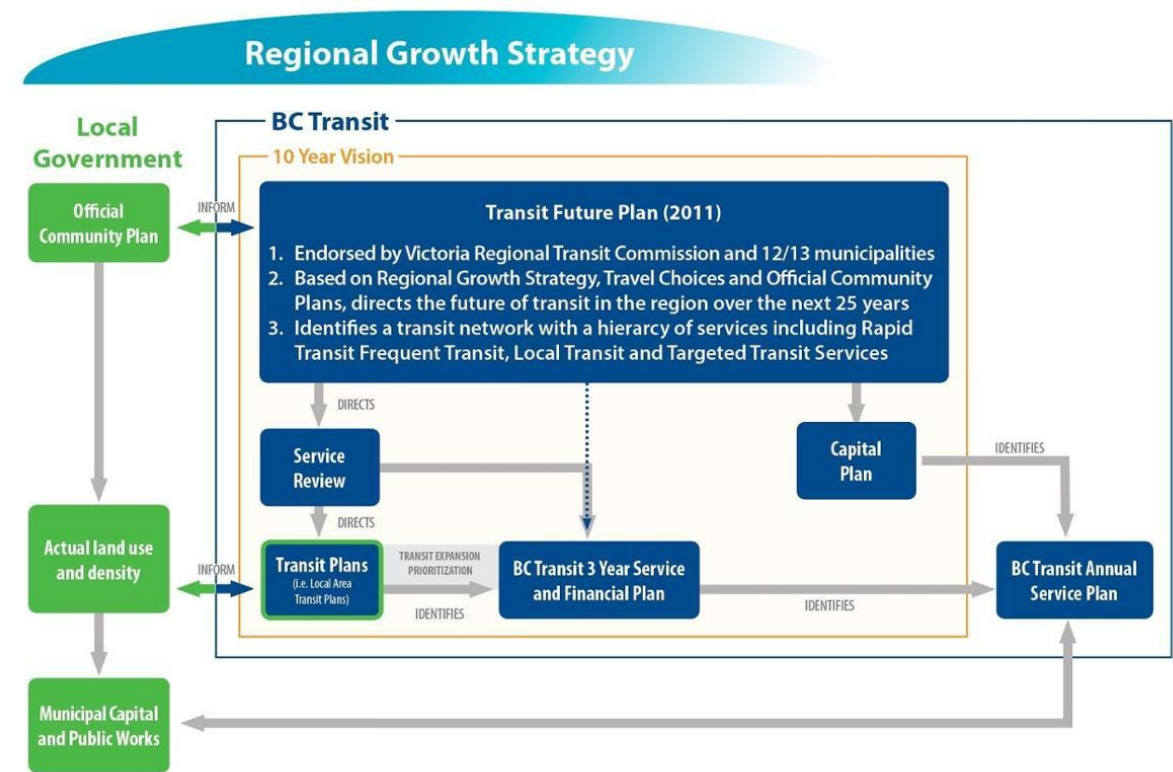 Regional Growth Strategy
Local
Government
BC Transit
10 Year Vision
Official
Community Plan
INFORM
Transit Future Plan (2011)
1. Endorsed by Victoria Regional Transit Commission and 12/13 municipalities
2. Based on Regional Growth Strategy, Travel Choices and Official Community
Plans, directs the future of transit in the region over the next 25 years
3. Identifies a transit network with a hierarcy of services including Rapid
Transit Frequent Transit, Local Transit and Targeted Transit Services
DIRECTS
Service
Review
Capital
Plan
IDENTIFIES
DIRECTS
Actual land use
and density
INFORM
Transit Plans
(i.e. Local Area
Transit Plans)
TRANSIT EXPANSION
PRIORITIZATION
IDENTIFIES
BC Transit 3 Year Service
and Financial Plan
IDENTIFIES
BC Transit Annual
Service Plan
Municipal Capital
and Public Works